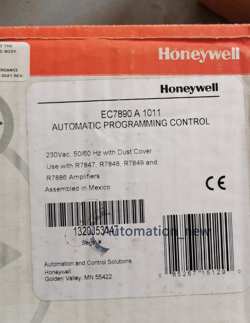 Honeywell
Honeywell
EC7890 A 1011
AUTOMATIC PROGRAMMING CONTROL
230Vac, 50/60 Hz with Dust Cover
Use with R7847, R7848, R7849 and
R7886 Amplifiers
Assembled in Mexico
CE
Automation_new
Automation and Control Solutions
Honeywell
Golden Valley, MN 55422